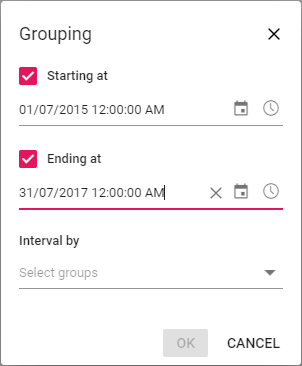 Grouping
Starting at
01/07/2015 12:00:00 AM
Ending at
31/07/2017 12:00:00 AM
Interval by
Select groups
OK CANCEL